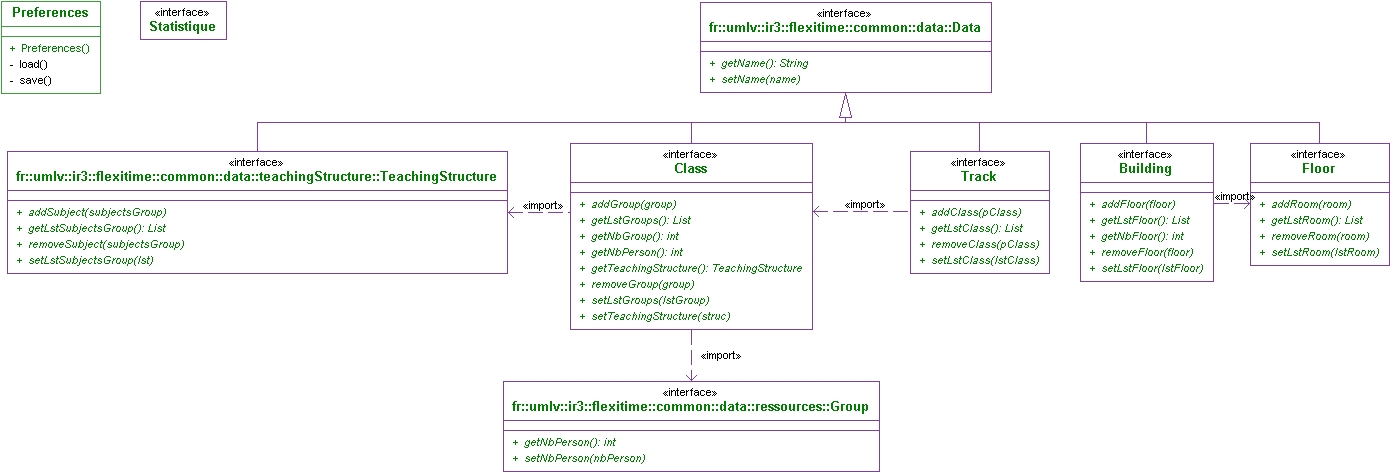 Preferences
+ Preferences()
- load()
- save()
«interface»
Statistique
«interface»
fr::umlv::ir3::flexitime::common::data::Data
+ getName(): String
+ setName(name)
«interface»
fr::umlv::ir3::flexitime::common::data::teachingStructure::TeachingStructure
+ addSubject(subjectsGroup)
+ getLstSubjectsGroup(): List
+ removeSubject(subjectsGroup)
+ setLstSubjectsGroup(lst)
«import»
«interface»
Class
+ addGroup(group)
+ getLstGroups(): List
+ getNbGroup(): int
+ getNbPerson(): int
+ getTeachingStructure(): TeachingStructure
+ removeGroup(group)
+ setLstGroups(lstGroup)
+ setTeachingStructure(struc)
«import»
«interface»
Track
+ addClass(pClass)
+ getLstClass(): List
+ removeClass(pClass)
+ setLstClass(lstClass)
«interface»
Building
+ addFloor(floor)
+ getLstFloor(): List
+ getNbFloor(): int
+ removeFloor(floor)
+ setLstFloor(lstFloor)
«import»
«interface»
Floor
+ addRoom(room)
+ getLstRoom(): List
+ removeRoom(room)
+ setLstRoom(lstRoom)
«import»
«interface»
fr::umlv::ir3::flexitime::common::data::ressources::Group
+ getNbPerson(): int
+ setNbPerson(nbPerson)